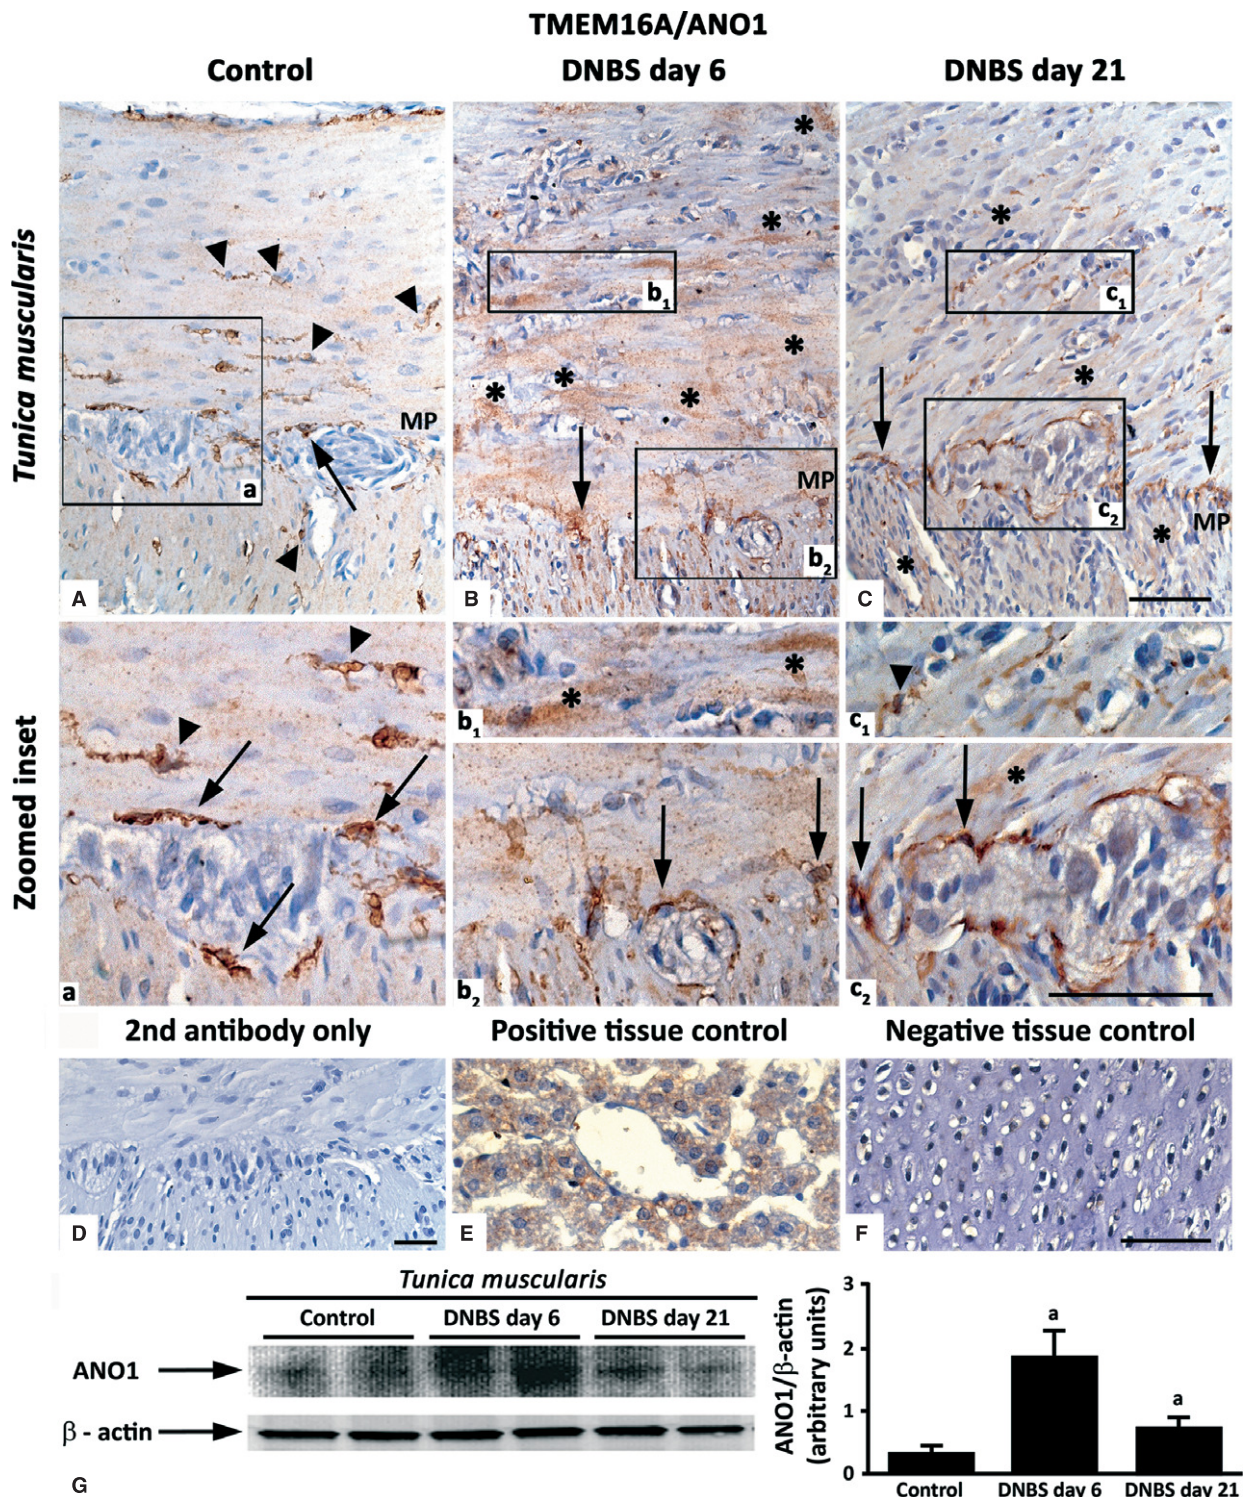 TMEM16A/ANO1
Control
DNBS day 6
DNBS day 21
Tunica muscularis
MP
a
A
b1
MP
b2
B
c1
c2
MP
C
Zoomed inset
a
b1
b2
c1
c2
2nd antibody only
Positive tissue control
Negative tissue control
D
E
F
Tunica muscularis
Control
DNBS day 6
DNBS day 21
ANO1
β - actin
G
ANO1/β-actin
(arbitrary units)
3
2
1
0
a
a
Control
DNBS day 6
DNBS day 21